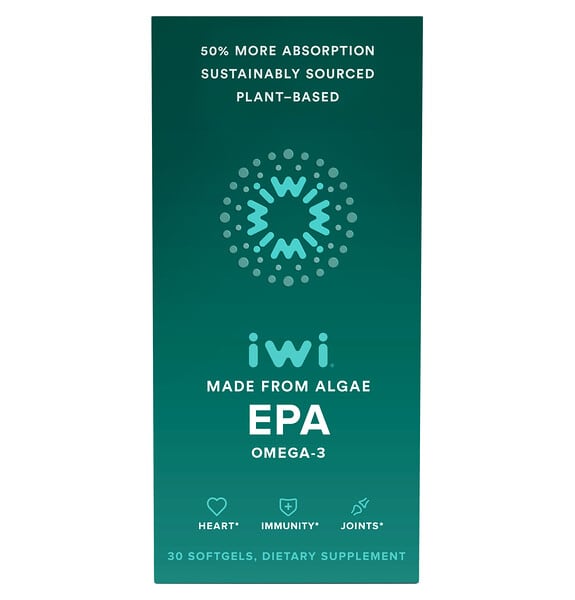 50% MORE ABSORPTION
SUSTAINABLY SOURCED
PLANT–BASED
iwi
iwi
MADE FROM ALGAE
EPA
OMEGA-3
HEART* IMMUNITY* JOINTS*
30 SOFTGELS, DIETARY SUPPLEMENT